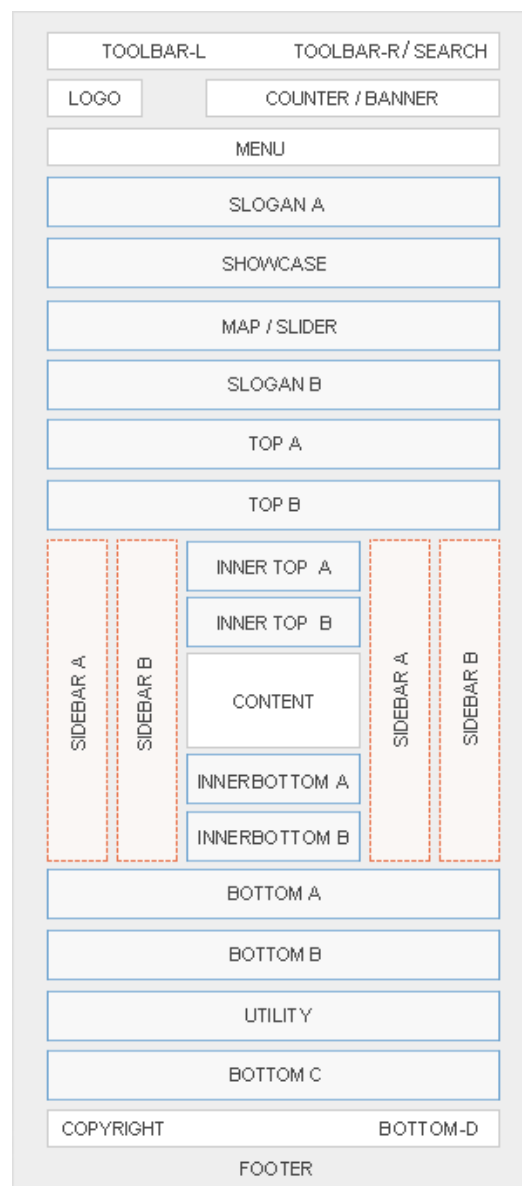 TOOLBAR-L TOOLBAR-R/ SEARCH
LOGO COUNTER / BANNER
MENU
SLOGAN A
SHOWCASE
MAP / SLIDER
SLOGAN B
TOP A
TOP B
SIDEBAR A
SIDEBAR B
INNER TOP A
INNER TOP B
CONTENT
INNERBOTTOM A
INNERBOTTOM B
SIDEBAR A
SIDEBAR B
BOTTOM A
BOTTOM B
UTILITY
BOTTOM C
COPYRIGHT BOTTOM-D
FOOTER